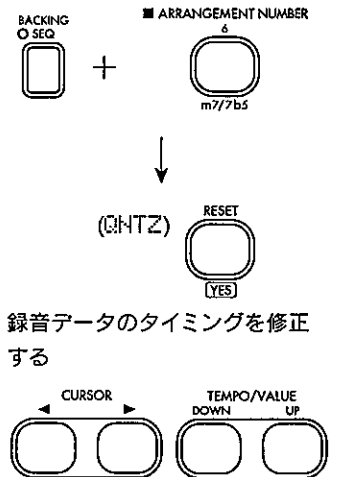 BACKING
○ SEQ
■ ARRANGEMENT NUMBER
6
+
m7/7b5
(QNTZ)
RESET
(YES)
録音データのタイミングを修正
する
CURSOR
◀ ▶
TEMPO/VALUE
DOWN UP